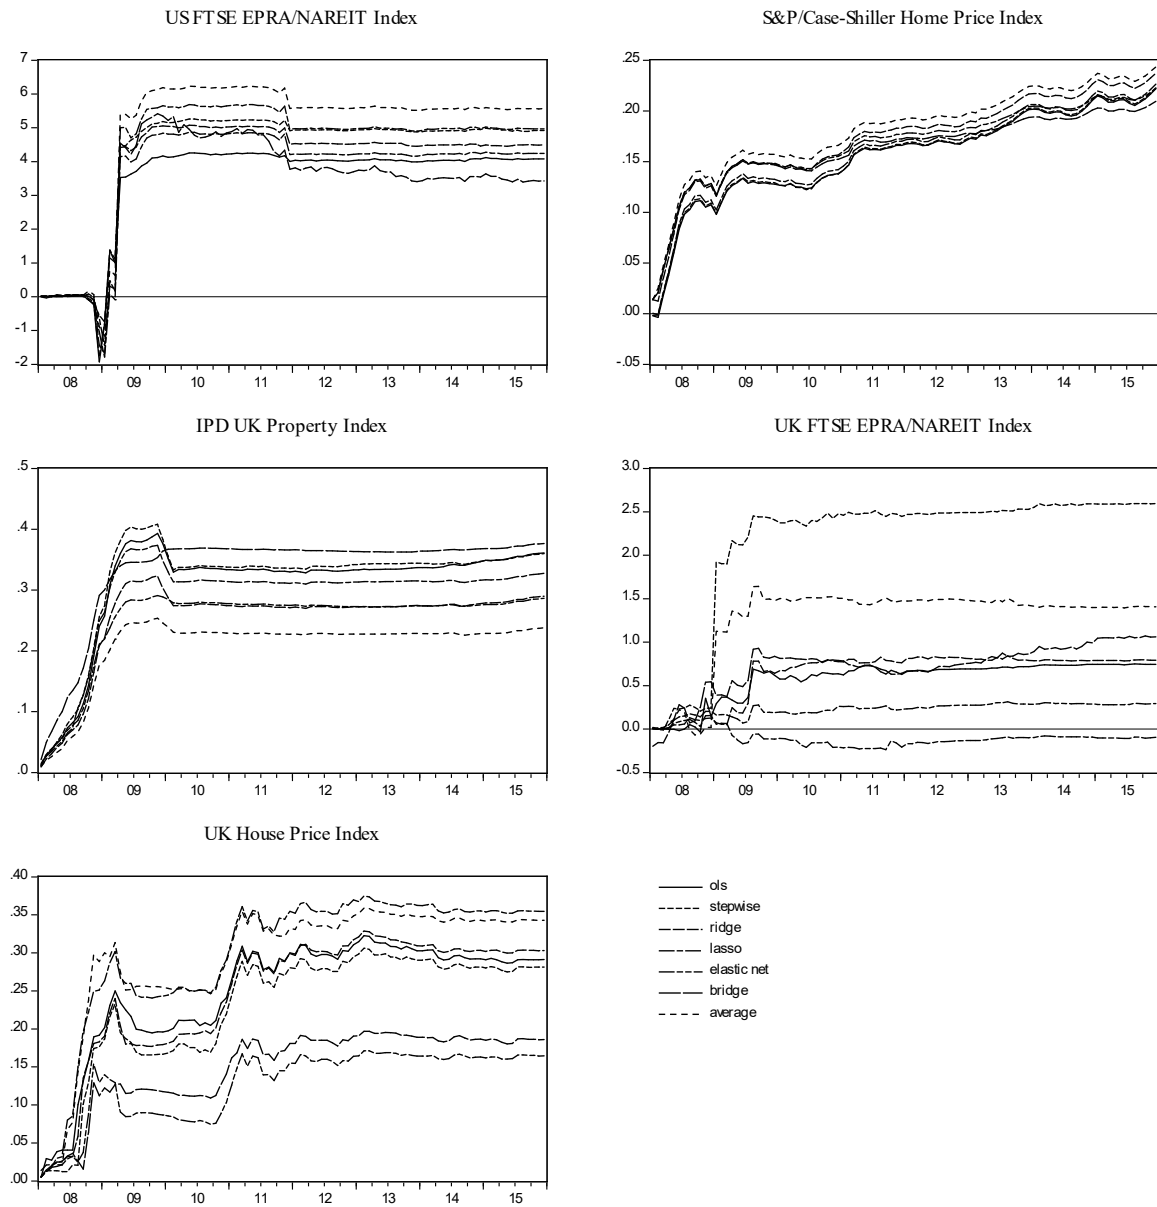 US FTSE EPRA/NAREIT Index
7
6
5
4
3
2
1
0
-1
-2
08 09 10 11 12 13 14 15
S&P/Case-Shiller Home Price Index
.25
.20
.15
.10
.05
.00
-.05
08 09 10 11 12 13 14 15
IPD UK Property Index
.5
.4
.3
.2
.1
.0
08 09 10 11 12 13 14 15
UK FTSE EPRA/NAREIT Index
3.0
2.5
2.0
1.5
1.0
0.5
0.0
-0.5
08 09 10 11 12 13 14 15
UK House Price Index
.40
.35
.30
.25
.20
.15
.10
.05
.00
08 09 10 11 12 13 14 15
ols
stepwise
ridge
lasso
elastic net
bridge
average